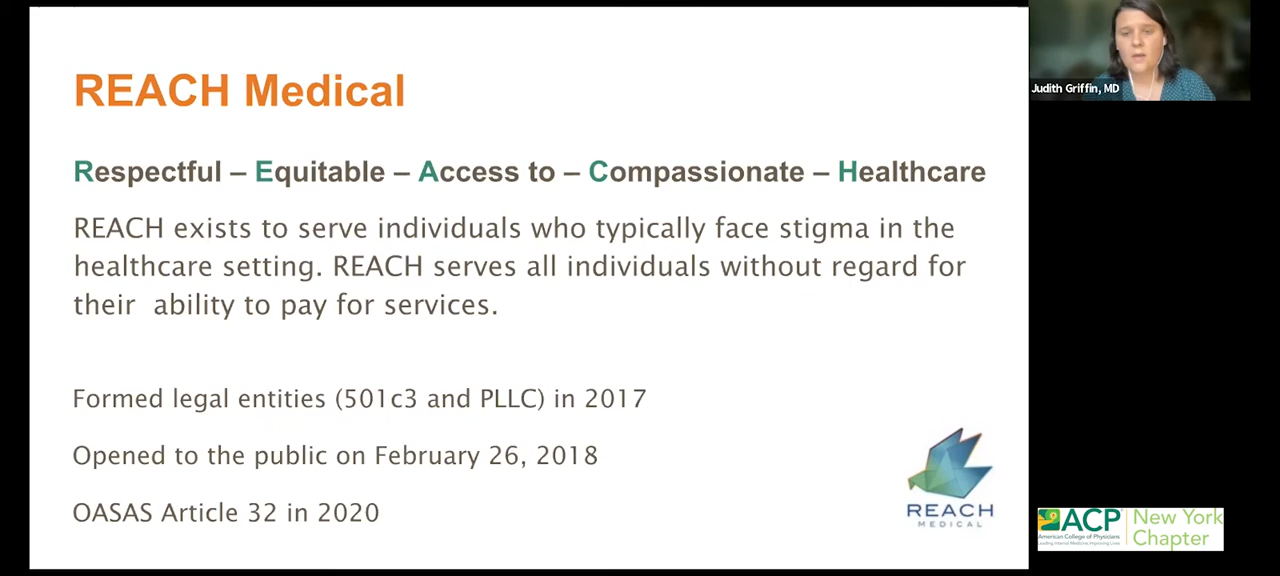 REACH Medical
Respectful – Equitable – Access to – Compassionate – Healthcare
REACH exists to serve individuals who typically face stigma in the
healthcare setting. REACH serves all individuals without regard for
their  ability to pay for services.
Formed legal entities (501c3 and PLLC) in 2017
Opened to the public on February 26, 2018
OASAS Article 32 in 2020
REACH
MEDICAL
Judith Griffin, MD
ACP
American College of Physicians
Leading Internal Medicine, Improving Lives
New York
Chapter